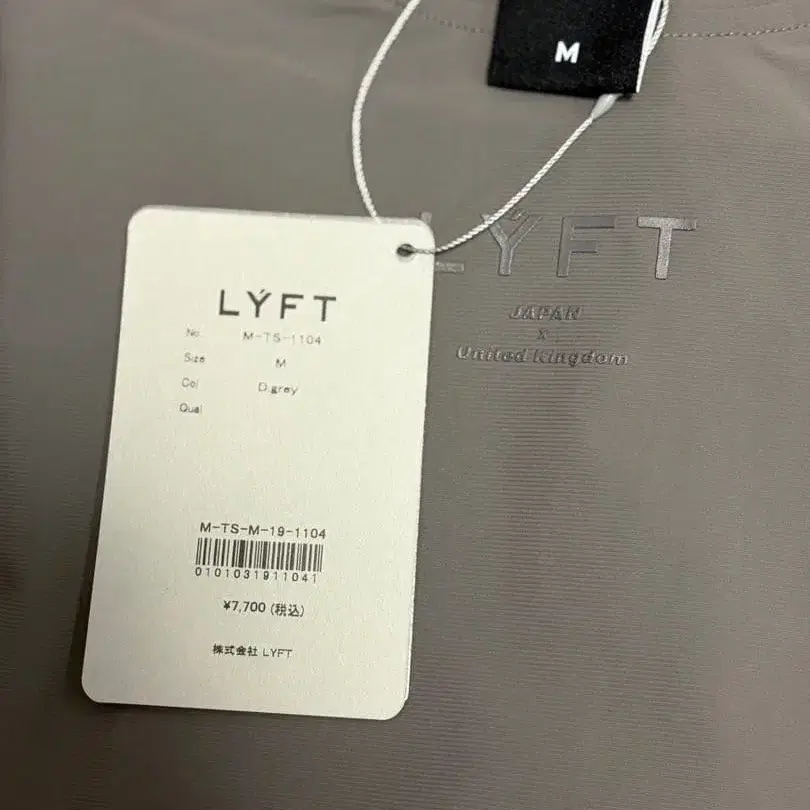 M
LÝFT
JAPAN
x
United kingdom
LÝFT
No. M-TS-1104
Size M
Col D.grey
Qual
M-TS-M-19-1104
0101031911041
¥7,700 (税込)
株式会社 LYFT